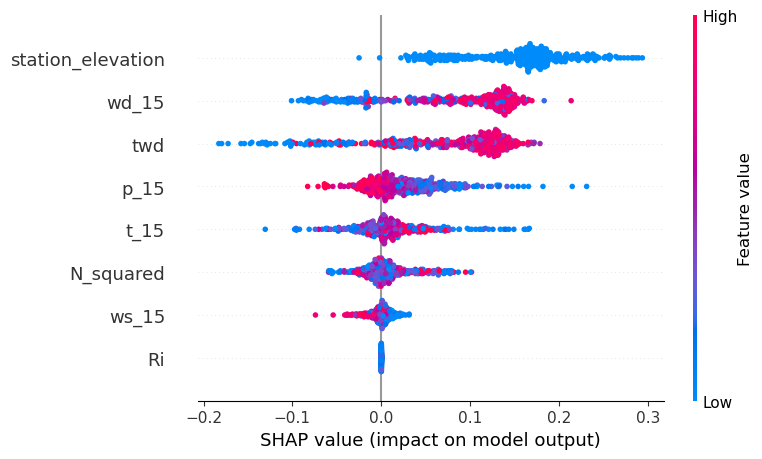 High
station_elevation
wd_15
twd
p_15
t_15
N_squared
ws_15
Ri
Feature value
Low
−0.2 −0.1 0.0 0.1 0.2 0.3
SHAP value (impact on model output)